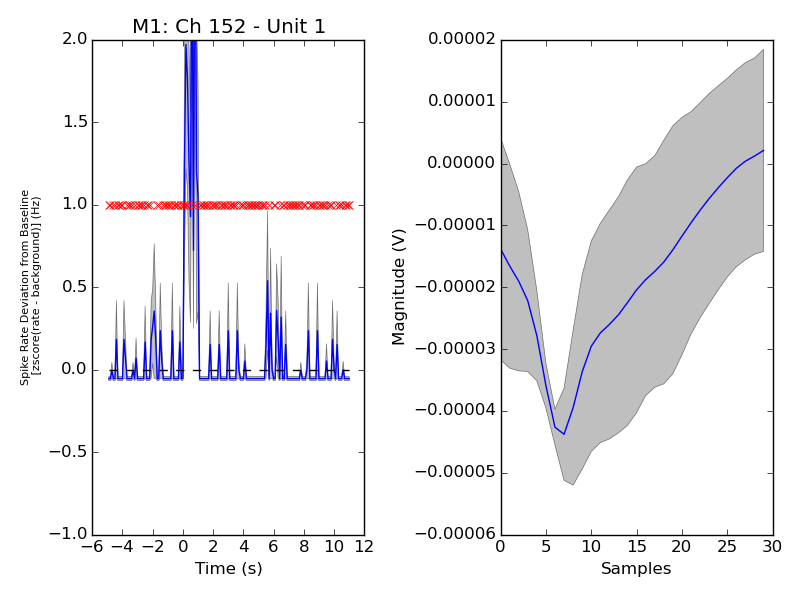 M1: Ch 152 - Unit 1
2.0
1.5
1.0
0.5
0.0
−0.5
−1.0
−6 −4 −2 0 2 4 6 8 10 12
Time (s)
Spike Rate Deviation from Baseline
[zscore(rate - background)] (Hz)
0.00002
0.00001
0.00000
−0.00001
−0.00002
−0.00003
−0.00004
−0.00005
−0.00006
0 5 10 15 20 25 30
Samples
Magnitude (V)